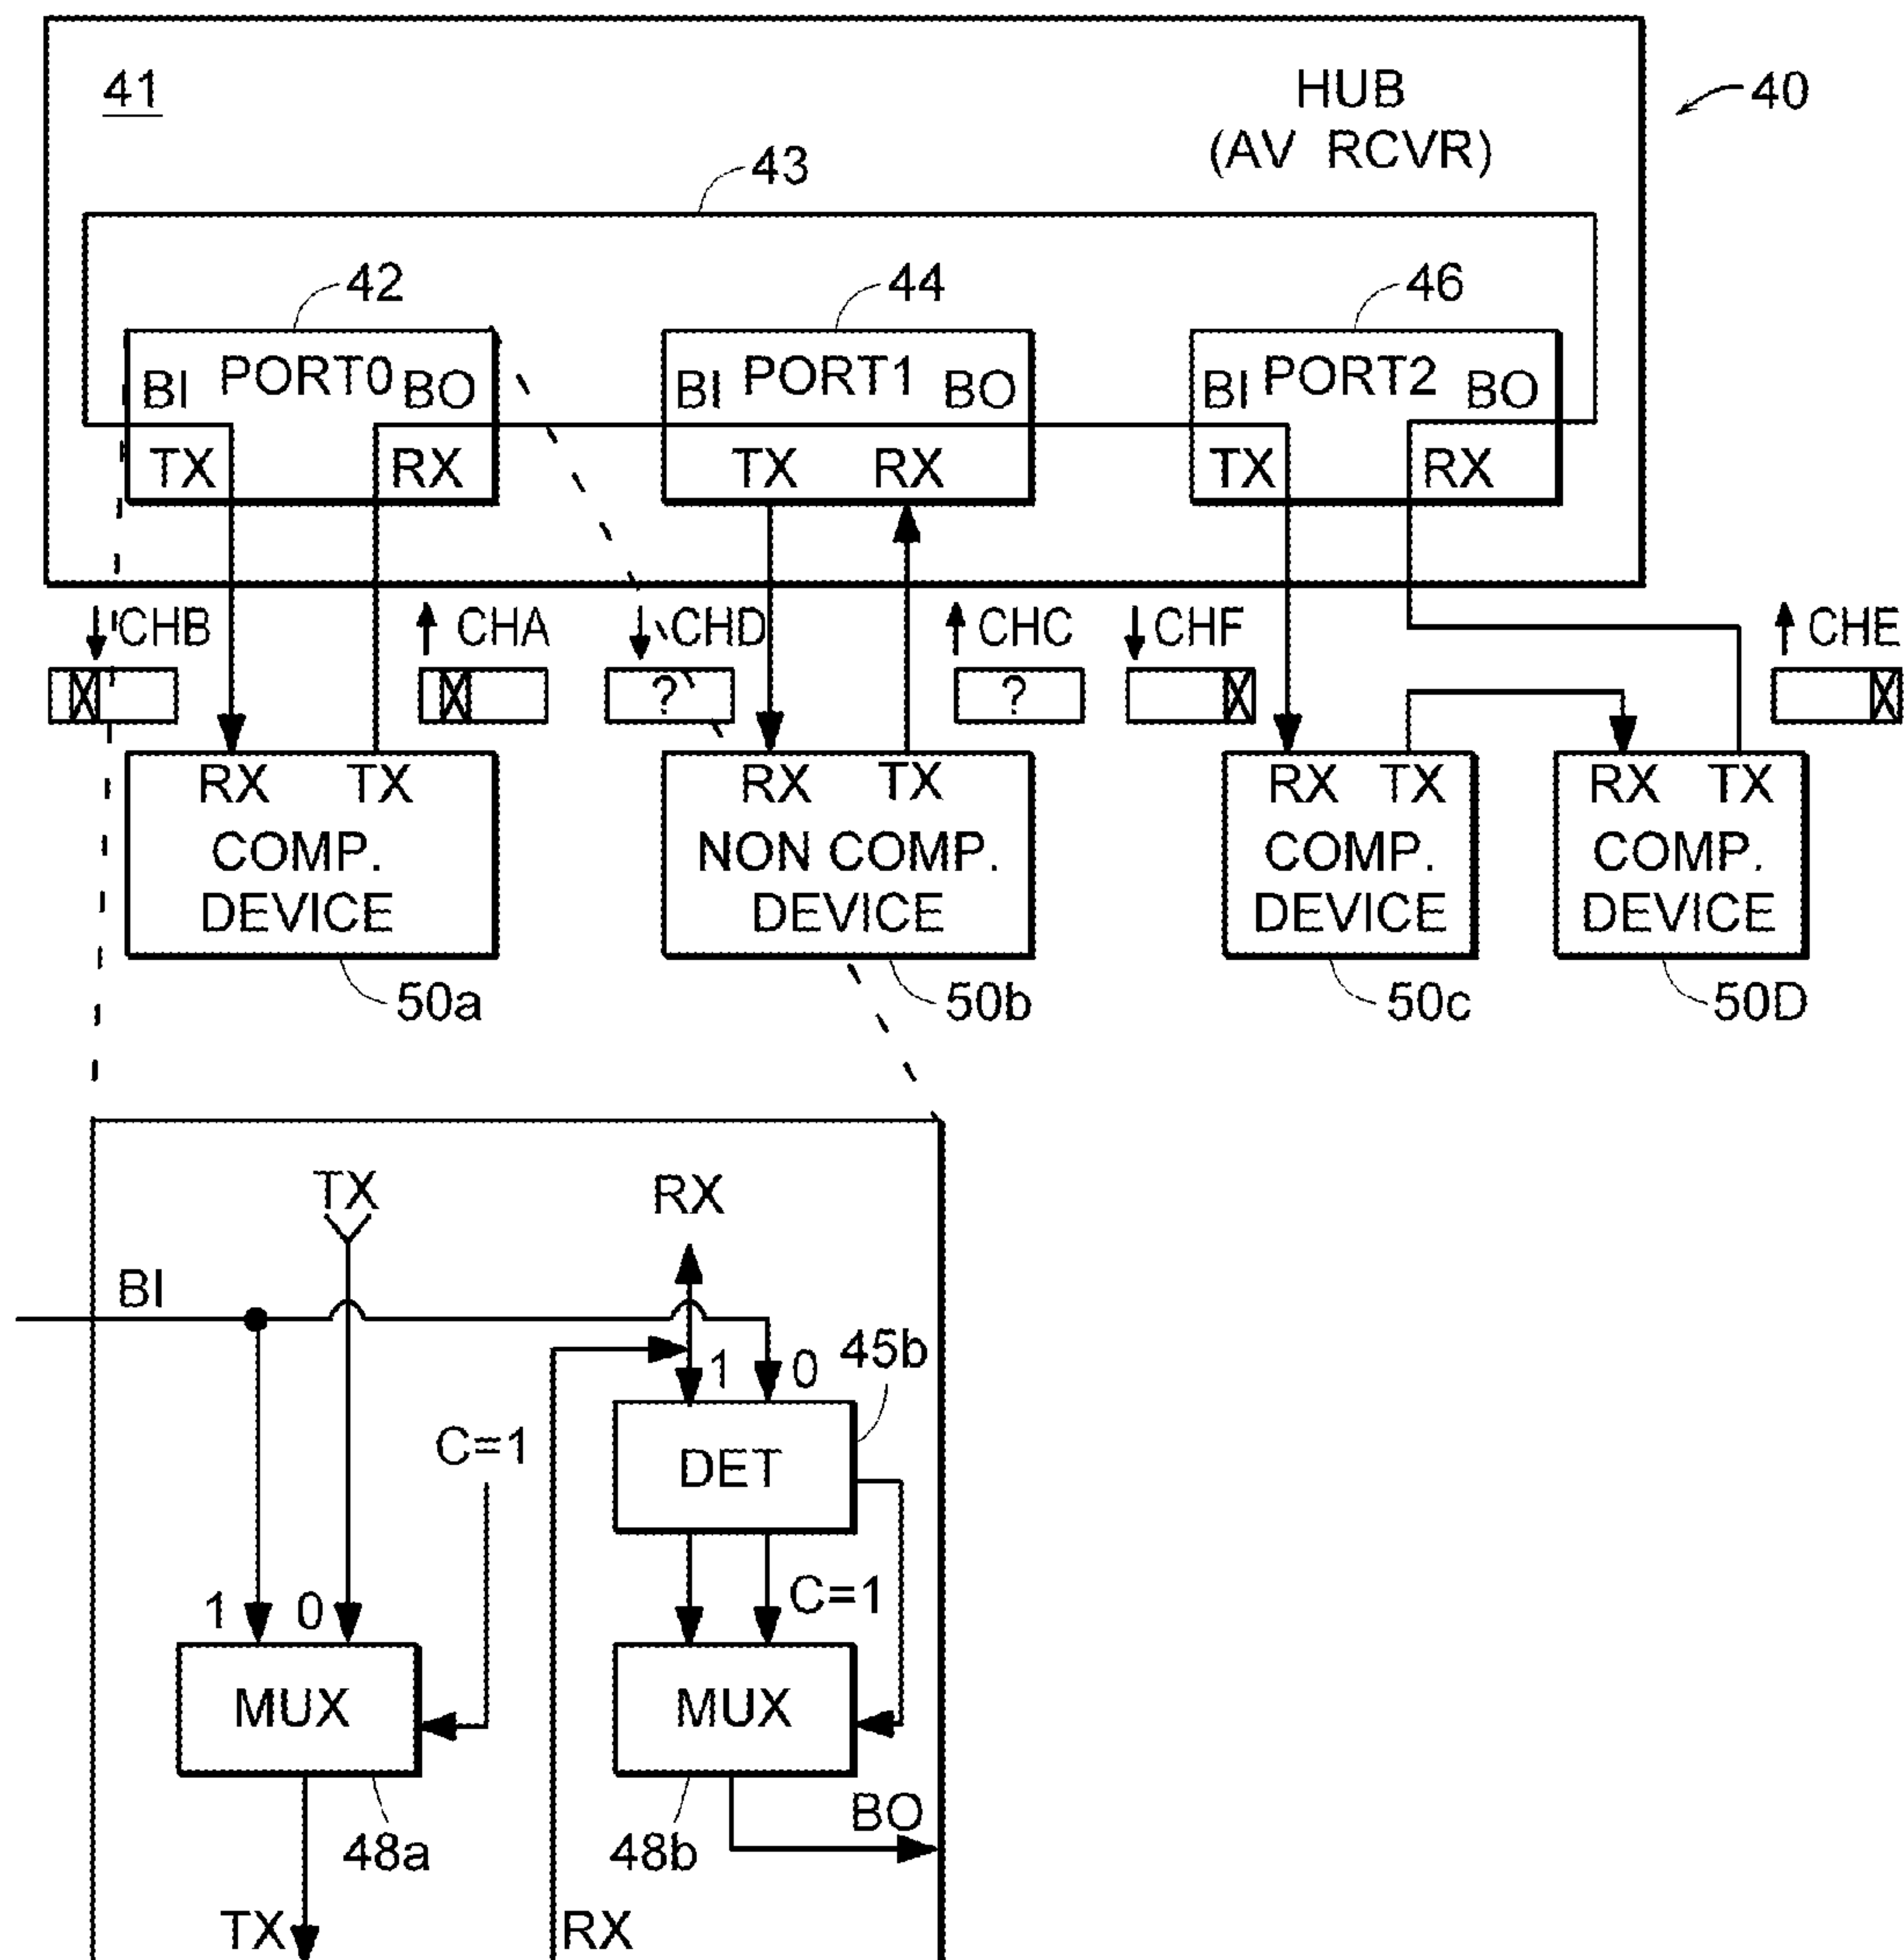 41
HUB
(AV RCVR)
40
43
42
44
46
BI PORT0 BO
TX RX
BI PORT1 BO
TX RX
BI PORT2 BO
TX RX
CHB
CHA
CHD
CHC
CHF
CHE
X
X
?
?
X
X
RX TX
COMP.
DEVICE
RX TX
NON COMP.
DEVICE
RX TX
COMP.
DEVICE
RX TX
COMP.
DEVICE
50a
50b
50c
50D
TX
RX
BI
1 0
45b
C=1
DET
1 0
C=1
MUX
MUX
48a
48b
BO
TX
RX